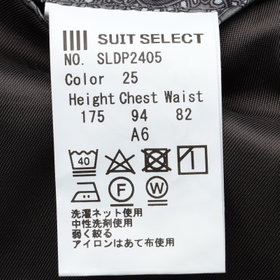 SUIT SELECT
NO. SLDP2405
Color 25
Height Chest Waist
175 94 82
A6
40 1
F W
洗濯ネット使用
中性洗剤使用
弱く絞る
アイロンはあて布使用